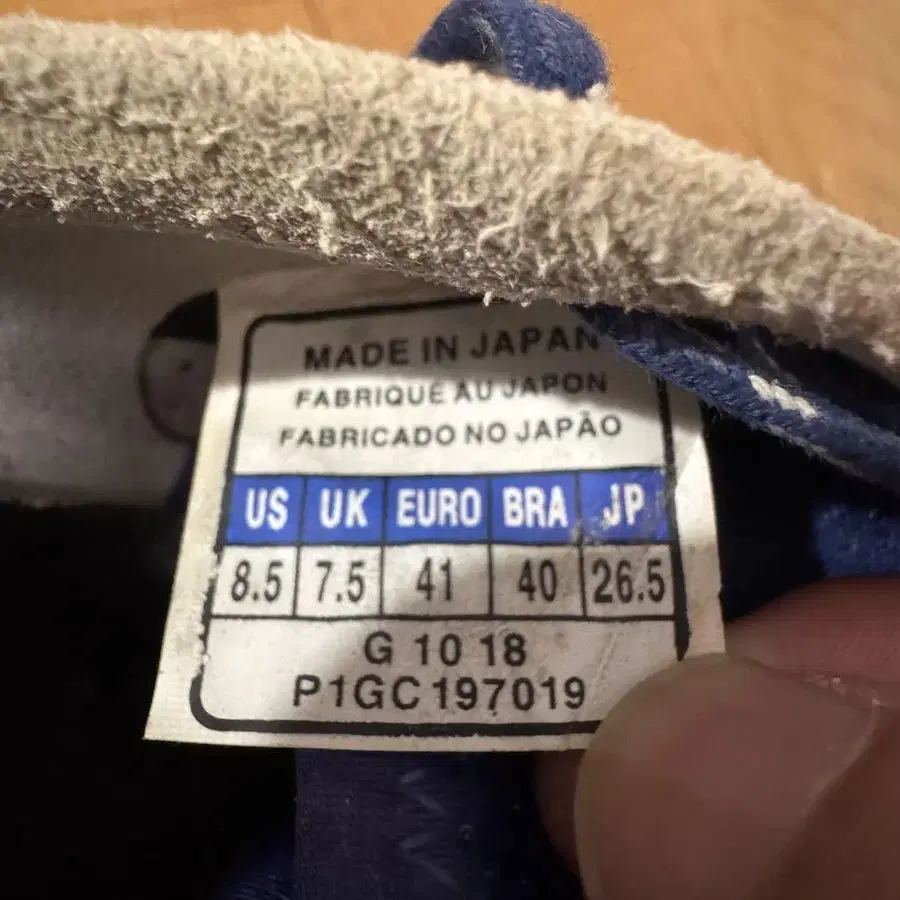 MADE IN JAPAN
FABRIQUÉ AU JAPON
FABRICADO NO JAPÃO
US UK EURO BRA JP
8.5 7.5 41 40 26.5
G 10 18
P1GC197019